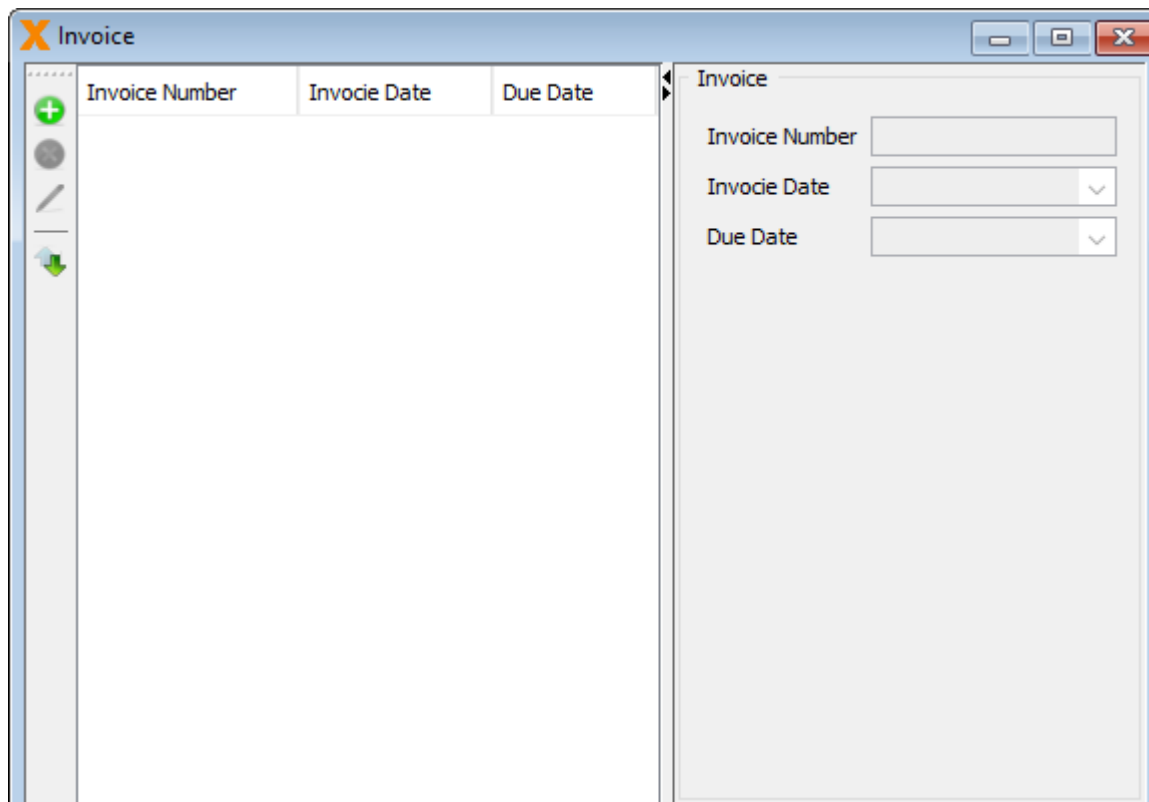 Invoice
Invoice Number Invocie Date Due Date
Invoice
Invoice Number
Invocie Date
Due Date